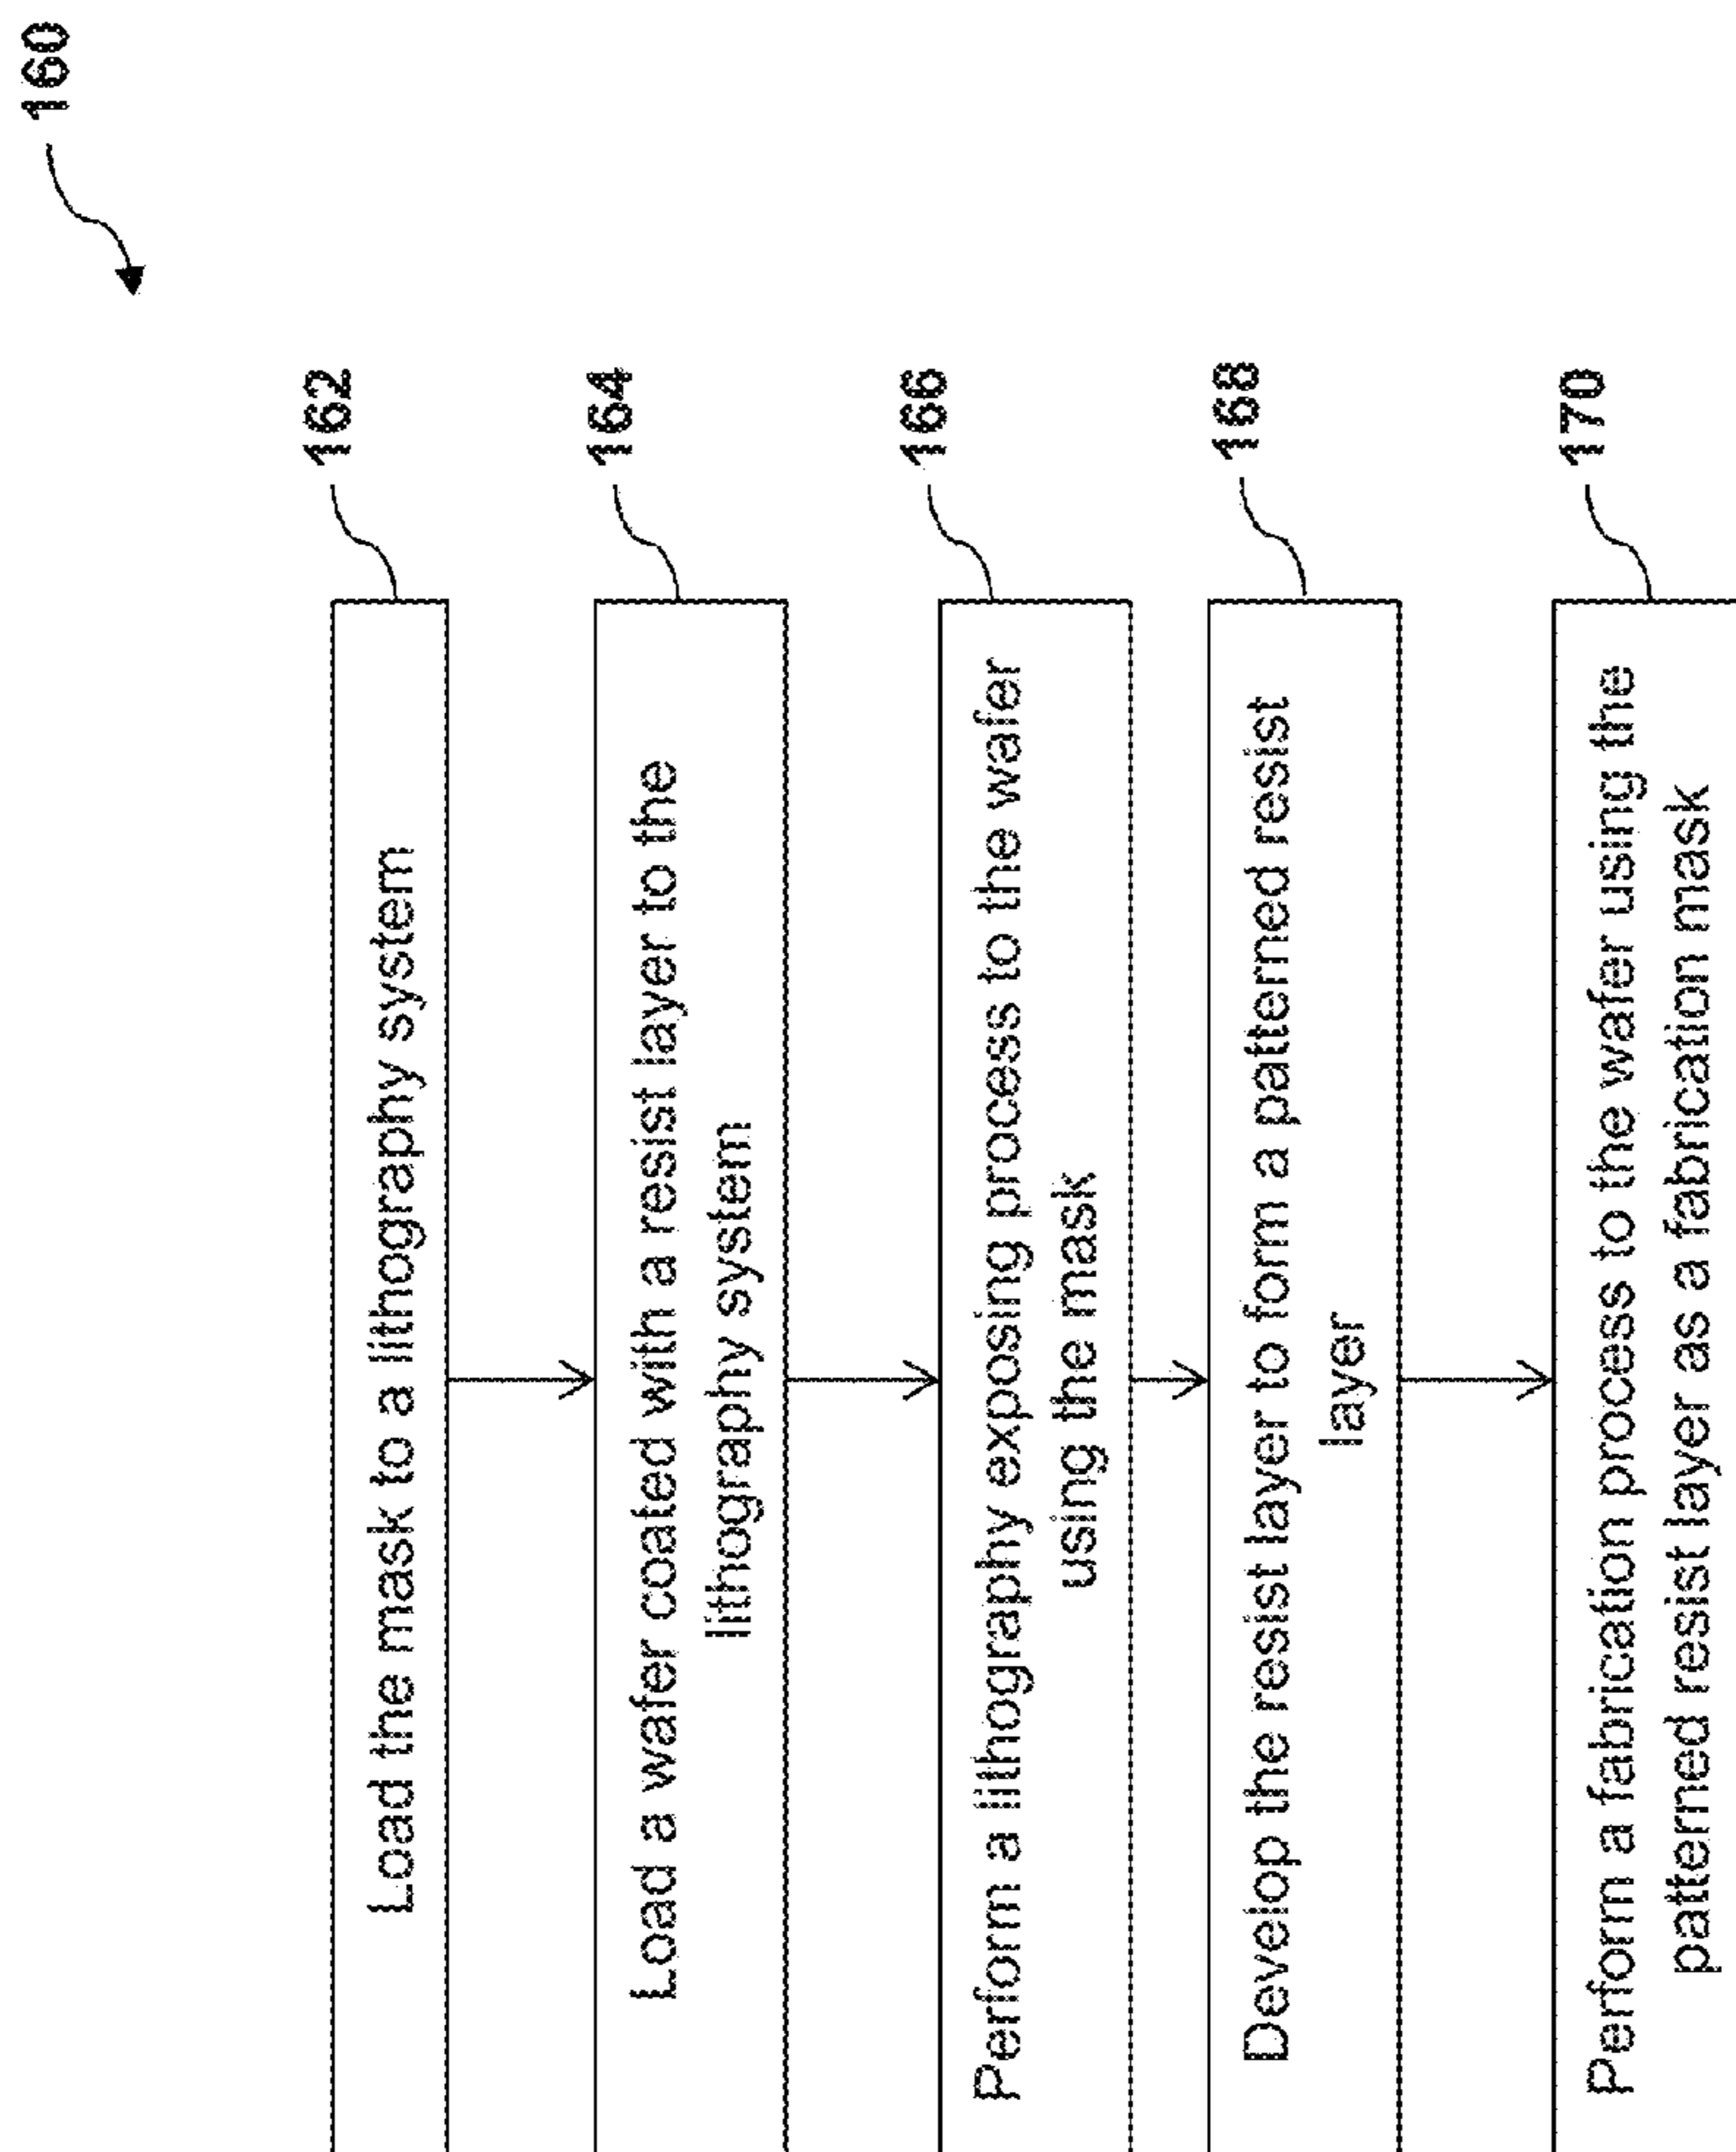 160
162
Load the mask to a lithography system
164
Load a wafer coated with a resist layer to the
lithography system
166
Perform a lithography exposing process to the wafer
using the mask
168
Develop the resist layer to form a patterned resist
layer
170
Perform a fabrication process to the wafer using the
patterned resist layer as a fabrication mask